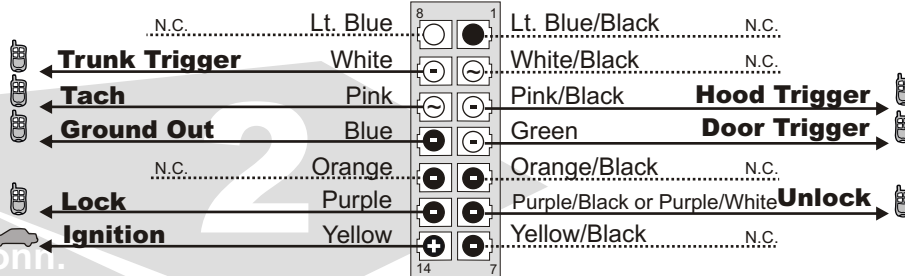 8 1
N.C. Lt. Blue Lt. Blue/Black N.C.
Trunk Trigger White White/Black N.C.
Tach Pink Pink/Black Hood Trigger
Ground Out Blue Green Door Trigger
N.C. Orange Orange/Black N.C.
Lock Purple Purple/Black or Purple/White Unlock
Ignition Yellow Yellow/Black N.C.
14 7
2
onn.